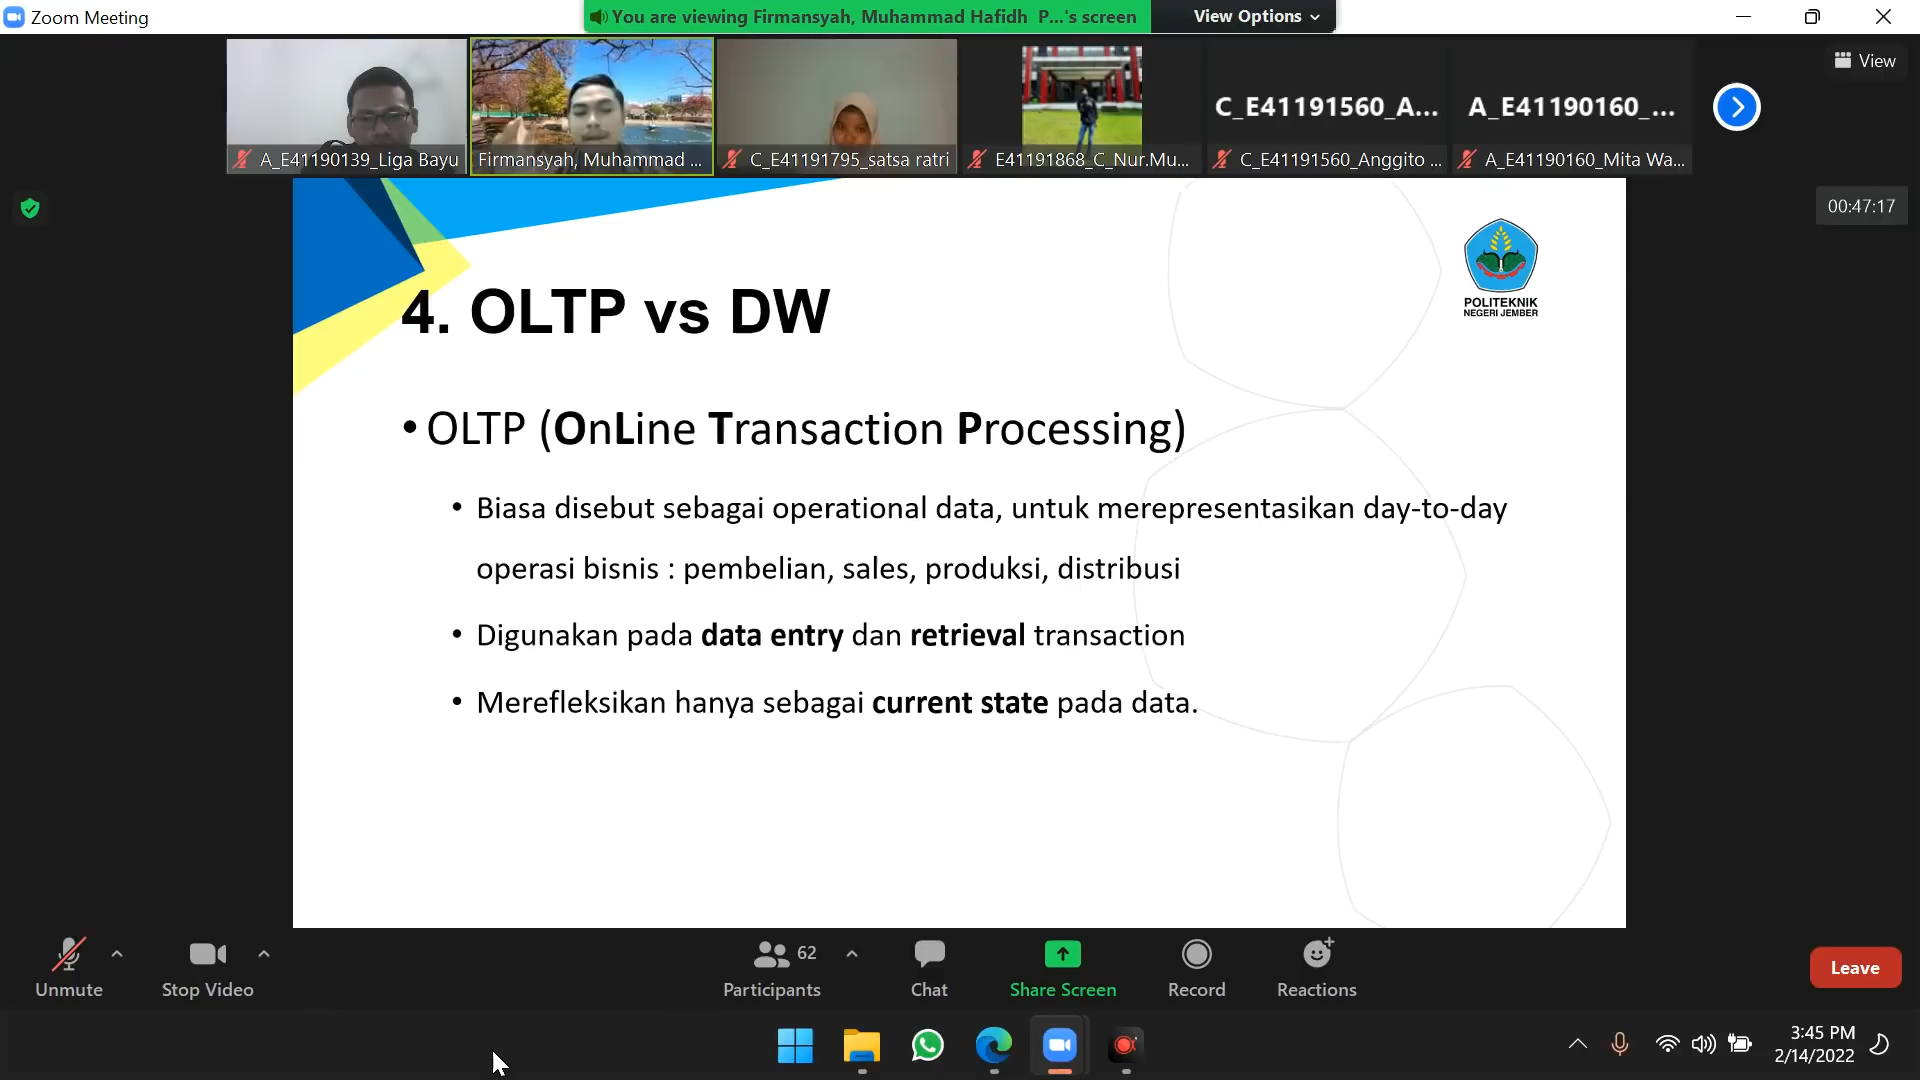 Zoom Meeting
You are viewing Firmansyah, Muhammad Hafidh P...'s screen
View Options
View
A_E41190139_Liga Bayu
Firmansyah, Muhammad ...
C_E41191795_satsa ratri
E41191868_C_Nur.Mu...
C_E41191560_A...
C_E41191560_Anggito ...
A_E41190160_...
A_E41190160_Mita Wa...
00:47:17
POLITEKNIK
NEGERI JEMBER
4. OLTP vs DW
• OLTP (OnLine Transaction Processing)
• Biasa disebut sebagai operational data, untuk merepresentasikan day-to-day
operasi bisnis : pembelian, sales, produksi, distribusi
• Digunakan pada data entry dan retrieval transaction
• Merefleksikan hanya sebagai current state pada data.
Unmute
Stop Video
62
Participants
Chat
Share Screen
Record
Reactions
Leave
3:45 PM
2/14/2022